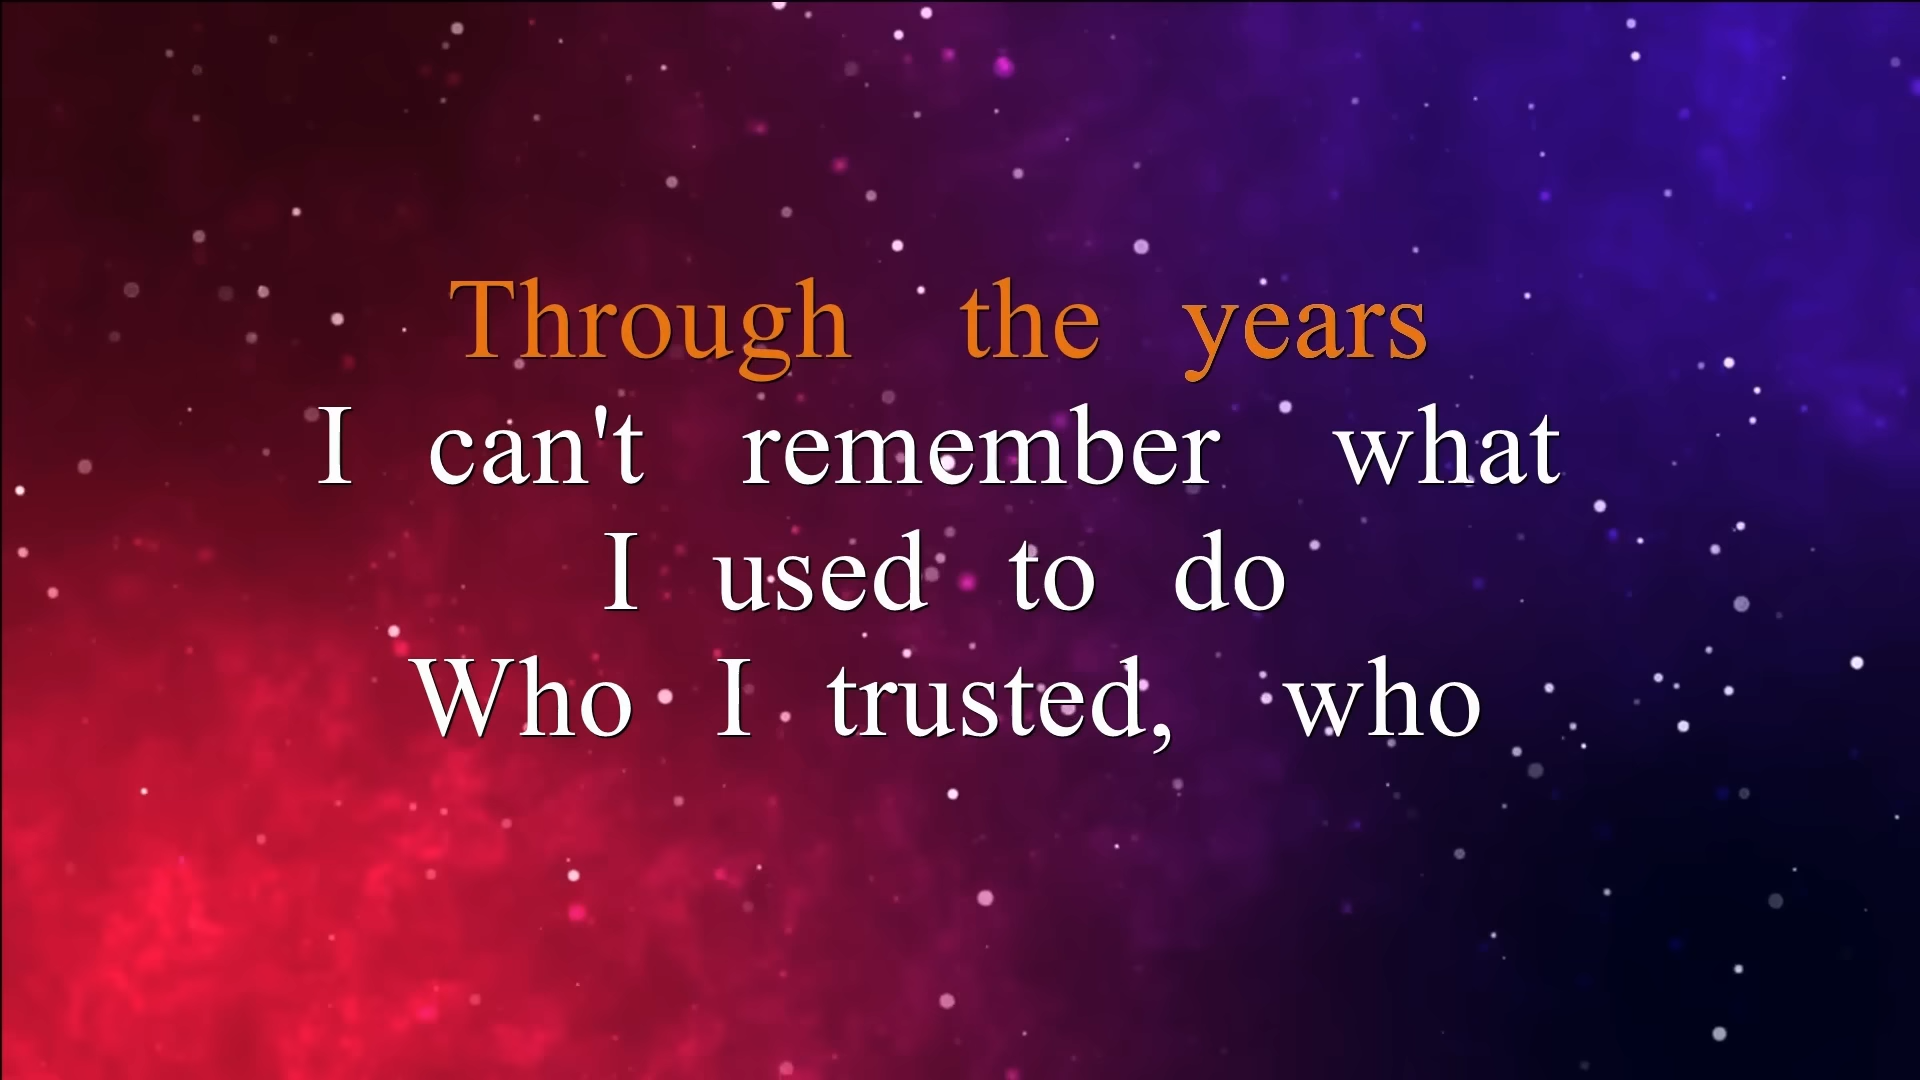 Through the years
I can't remember what
I used to do
Who I trusted, who